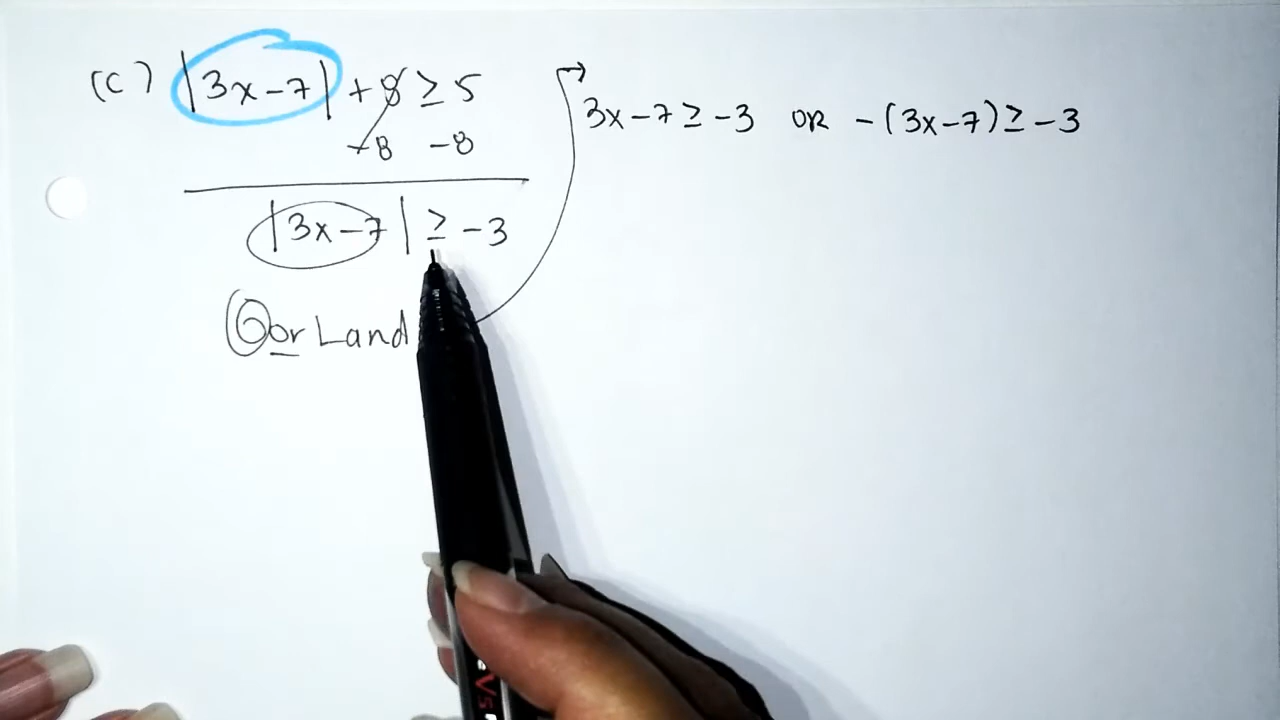 (c) |3x-7| + 8 ≥ 5
3x-7 ≥ -3 OR -(3x-7) ≥ -3
-8 -8
|3x-7| ≥ -3
Gor Land